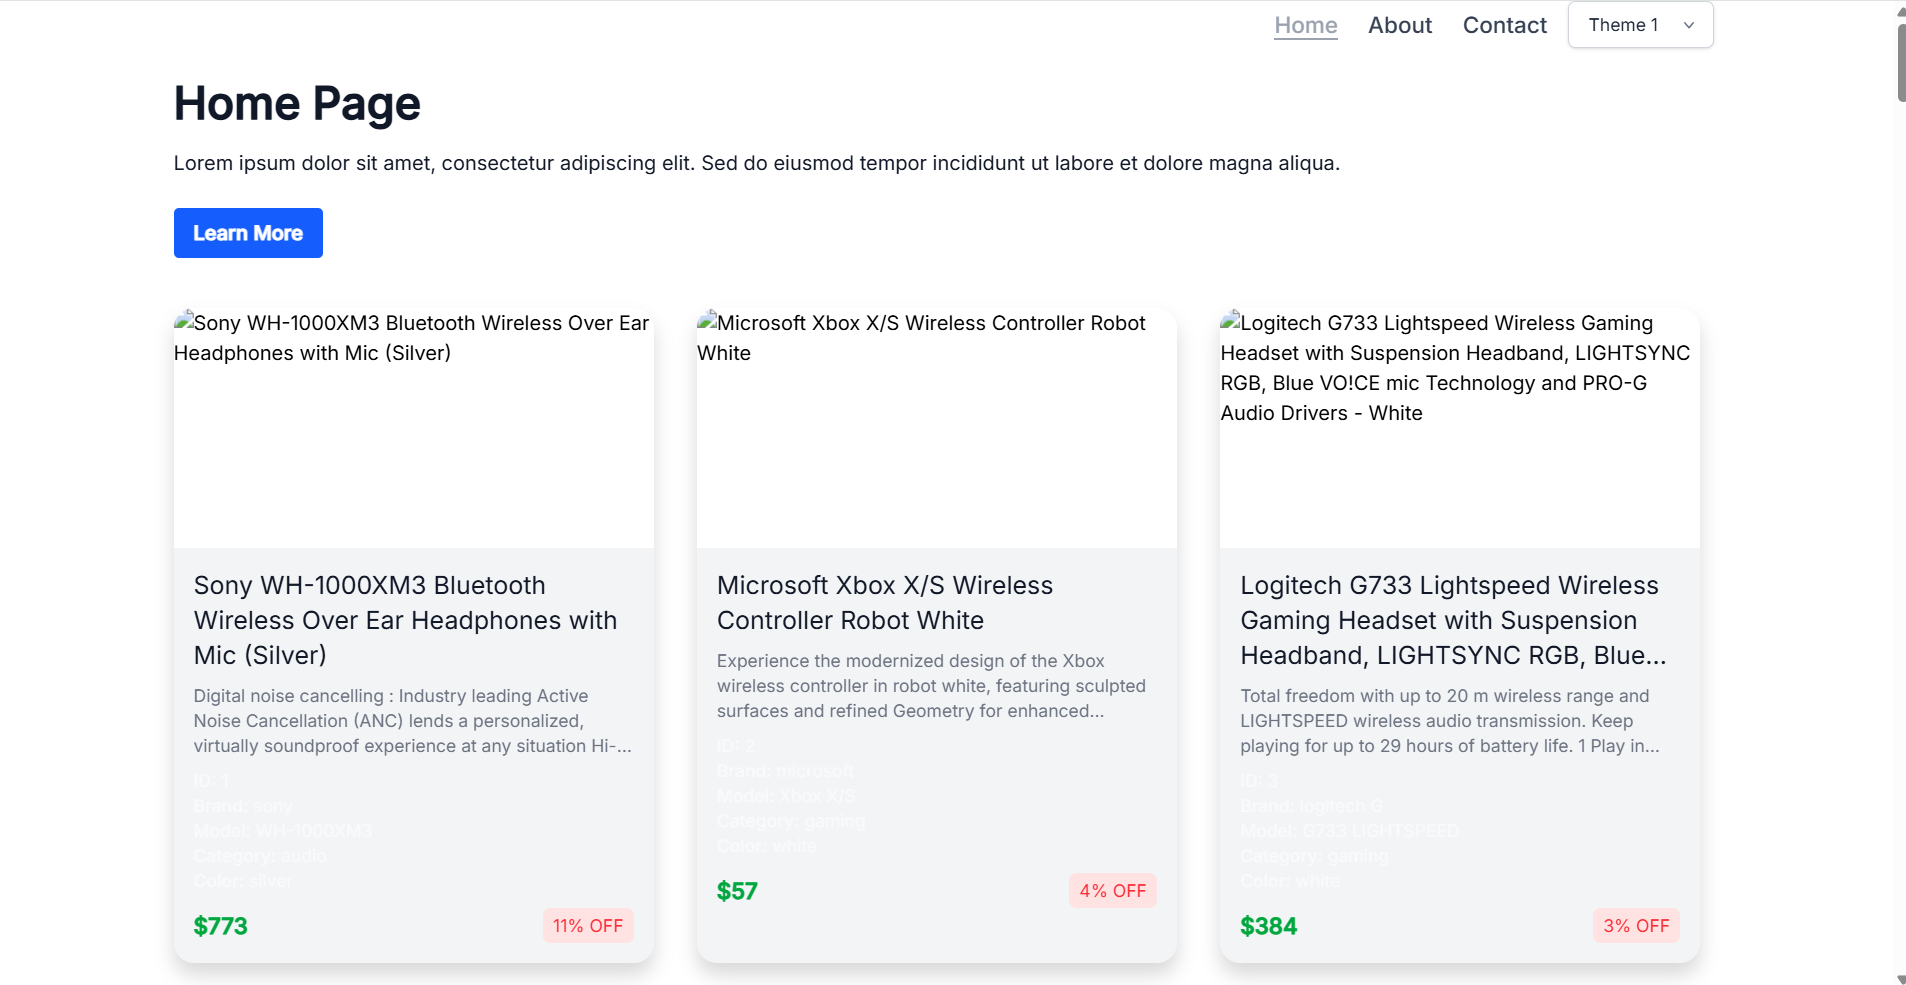 Home About Contact Theme 1
Home Page
Lorem ipsum dolor sit amet, consectetur adipiscing elit. Sed do eiusmod tempor incididunt ut labore et dolore magna aliqua.
Learn More
Sony WH-1000XM3 Bluetooth Wireless Over Ear
Headphones with Mic (Silver)
Sony WH-1000XM3 Bluetooth
Wireless Over Ear Headphones with
Mic (Silver)
Digital noise cancelling : Industry leading Active
Noise Cancellation (ANC) lends a personalized,
virtually soundproof experience at any situation Hi-...
ID: 1
Brand: sony
Model: WH-1000XM3
Category: audio
Color: silver
$773 11% OFF
Microsoft Xbox X/S Wireless Controller Robot
White
Microsoft Xbox X/S Wireless
Controller Robot White
Experience the modernized design of the Xbox
wireless controller in robot white, featuring sculpted
surfaces and refined Geometry for enhanced...
ID: 2
Brand: microsoft
Model: Xbox X/S
Category: gaming
Color: white
$57 4% OFF
Logitech G733 Lightspeed Wireless Gaming
Headset with Suspension Headband, LIGHTSYNC
RGB, Blue VO!CE mic Technology and PRO-G
Audio Drivers - White
Logitech G733 Lightspeed Wireless
Gaming Headset with Suspension
Headband, LIGHTSYNC RGB, Blue...
Total freedom with up to 20 m wireless range and
LIGHTSPEED wireless audio transmission. Keep
playing for up to 29 hours of battery life. 1 Play in...
ID: 3
Brand: logitech G
Model: G733 LIGHTSPEED
Category: gaming
Color: white
$384 3% OFF